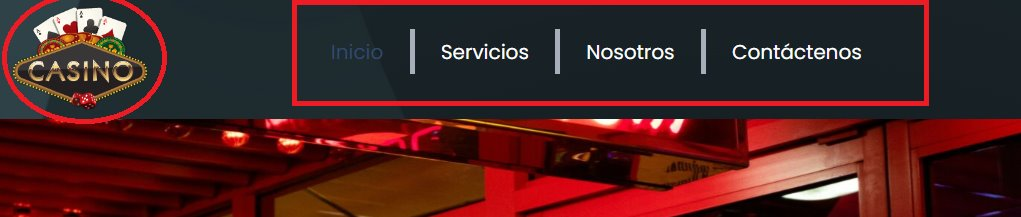 CASINO
Inicio
Servicios
Nosotros
Contáctenos